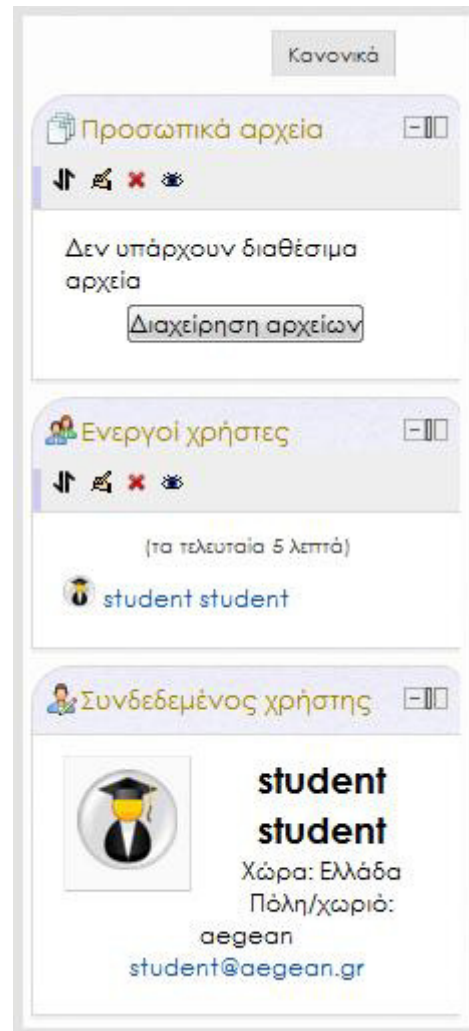 Κανονικά
Προσωπικά αρχεία
Δεν υπάρχουν διαθέσιμα
αρχεία
Διαχείρηση αρχείων
Ενεργοί χρήστες
(τα τελευταία 5 λεπτά)
student student
Συνδεδεμένος χρήστης
student
student
Χώρα: Ελλάδα
Πόλη/χωριό:
aegean
student@aegean.gr